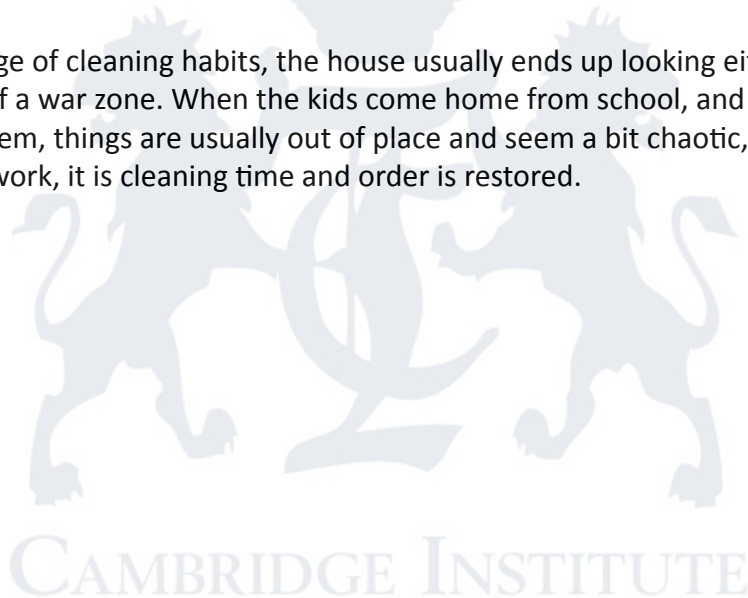 ge of cleaning habits, the house usually ends up looking ei
f a war zone. When the kids come home from school, and
em, things are usually out of place and seem a bit chaotic,
work, it is cleaning time and order is restored.
CAMBRIDGE INSTITUTE